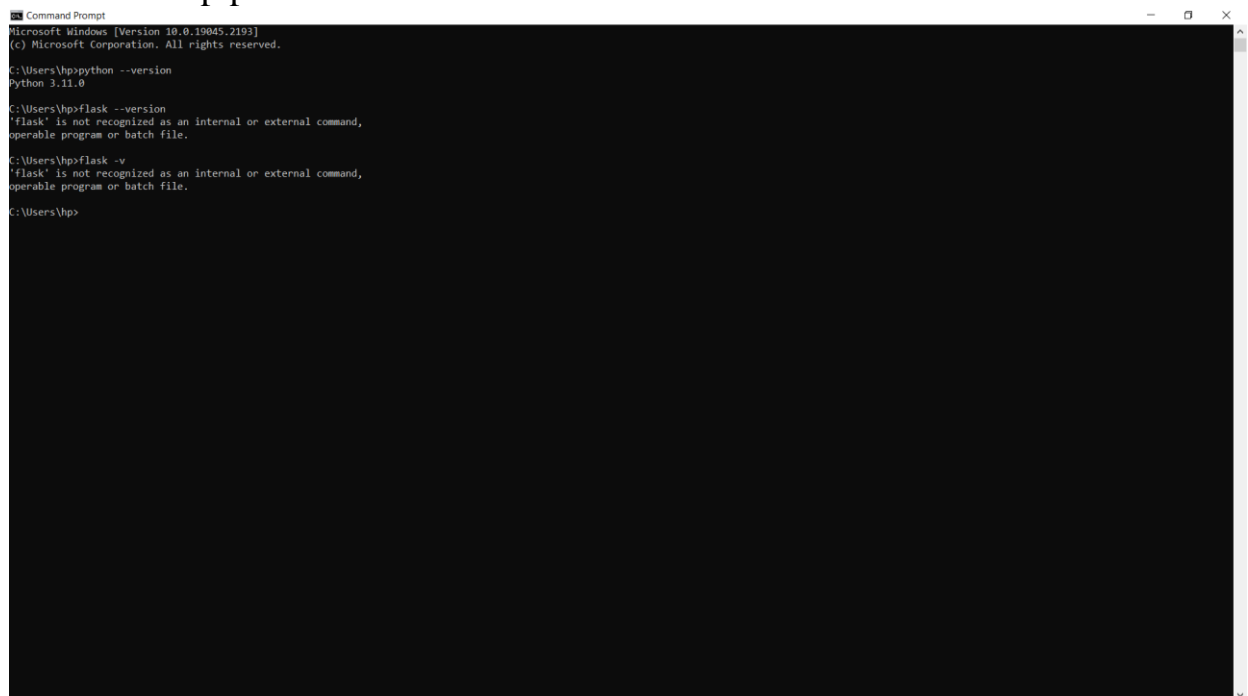 Command Prompt
Microsoft Windows [Version 10.0.19045.2193]
(c) Microsoft Corporation. All rights reserved.
C:\Users\hp>python --version
Python 3.11.0
C:\Users\hp>flask --version
'flask' is not recognized as an internal or external command,
operable program or batch file.
C:\Users\hp>flask -v
'flask' is not recognized as an internal or external command,
operable program or batch file.
C:\Users\hp>